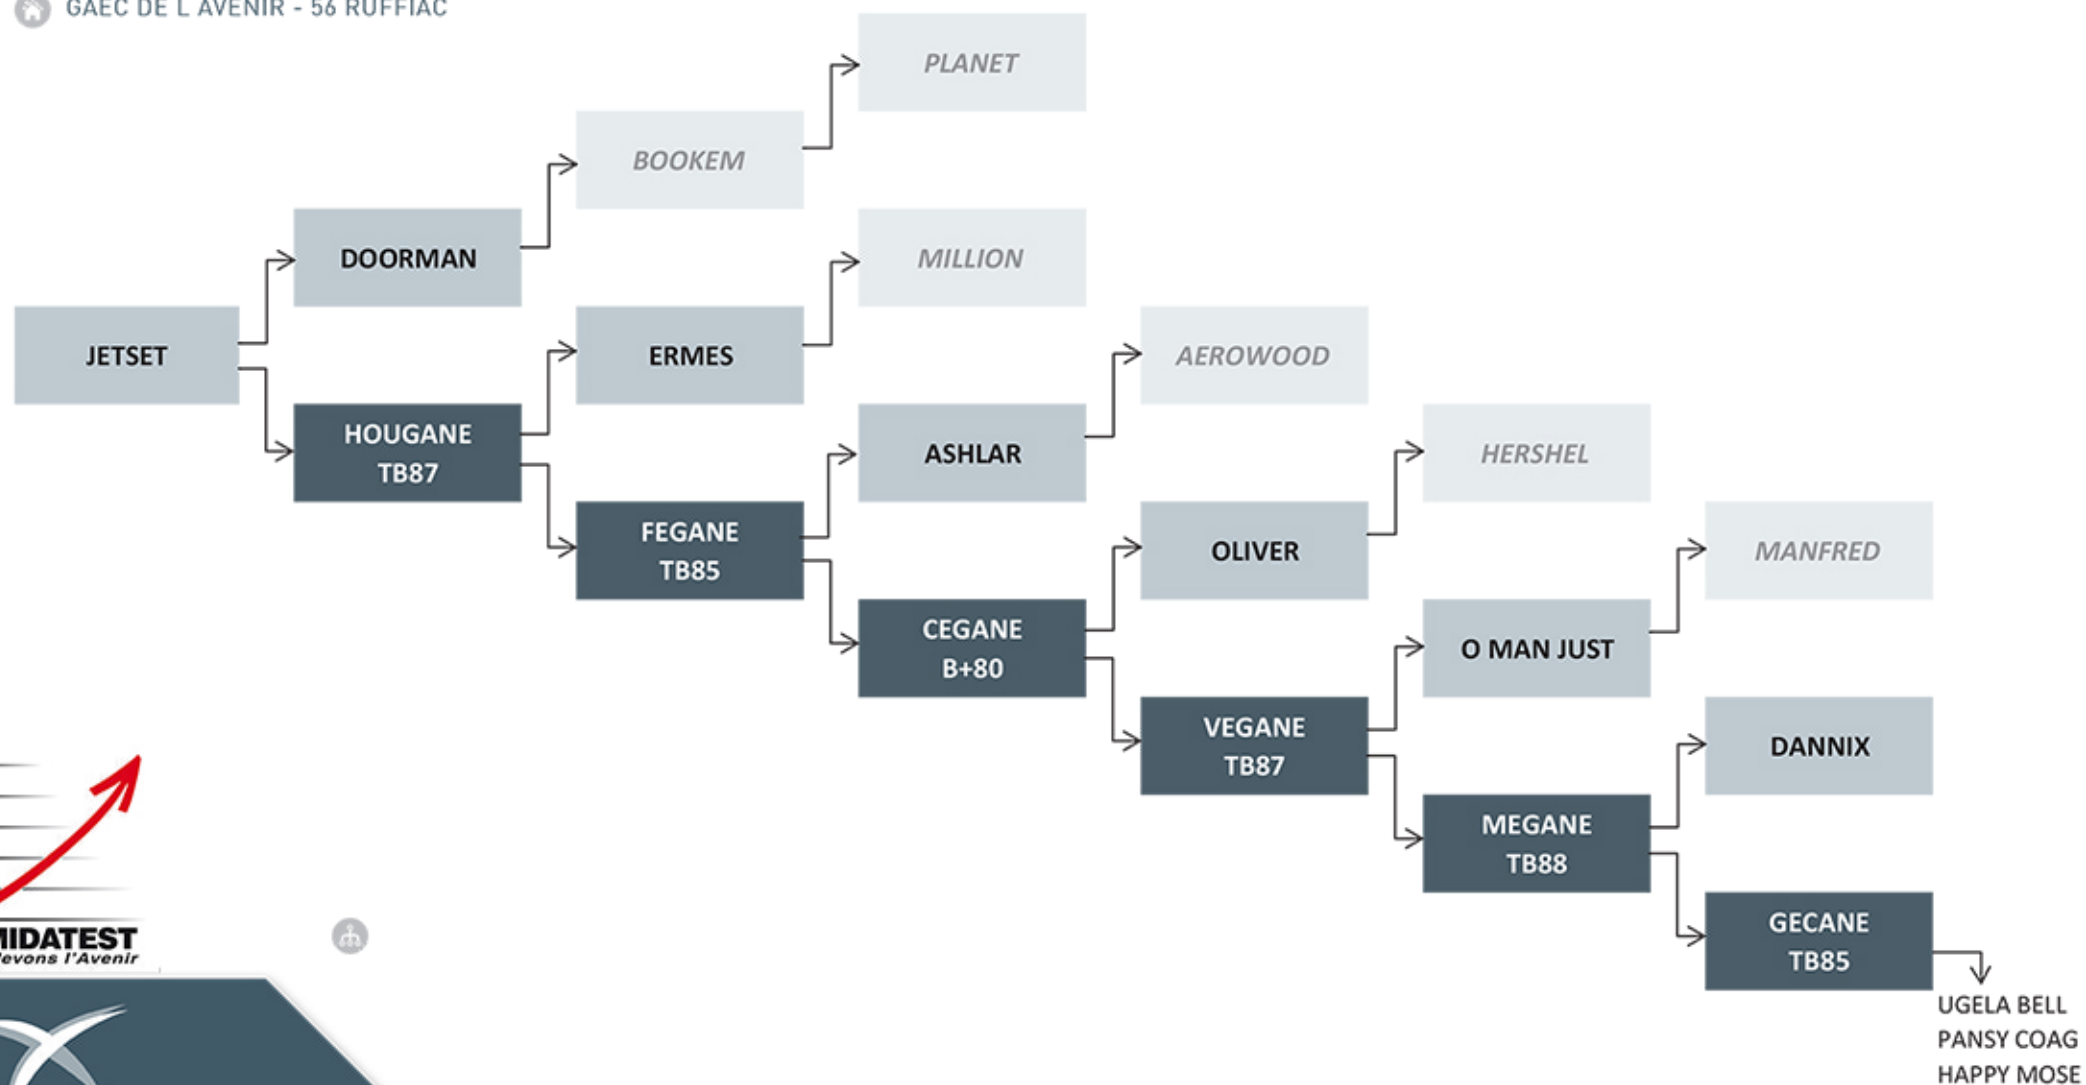 GAEC DE L AVENIR - 56 RUFFIAC
PLANET
BOOKEM
DOORMAN
MILLION
JETSET
ERMES
AEROWOOD
HOUGANE
TB87
ASHLAR
HERSHEL
FEGANE
TB85
OLIVER
MANFRED
CEGANE
B+80
O MAN JUST
VEGANE
TB87
DANNIX
MEGANE
TB88
GECANE
TB85
MIDATEST
levons l'Avenir
UGELA BELL
PANSY COAG
HAPPY MOSE